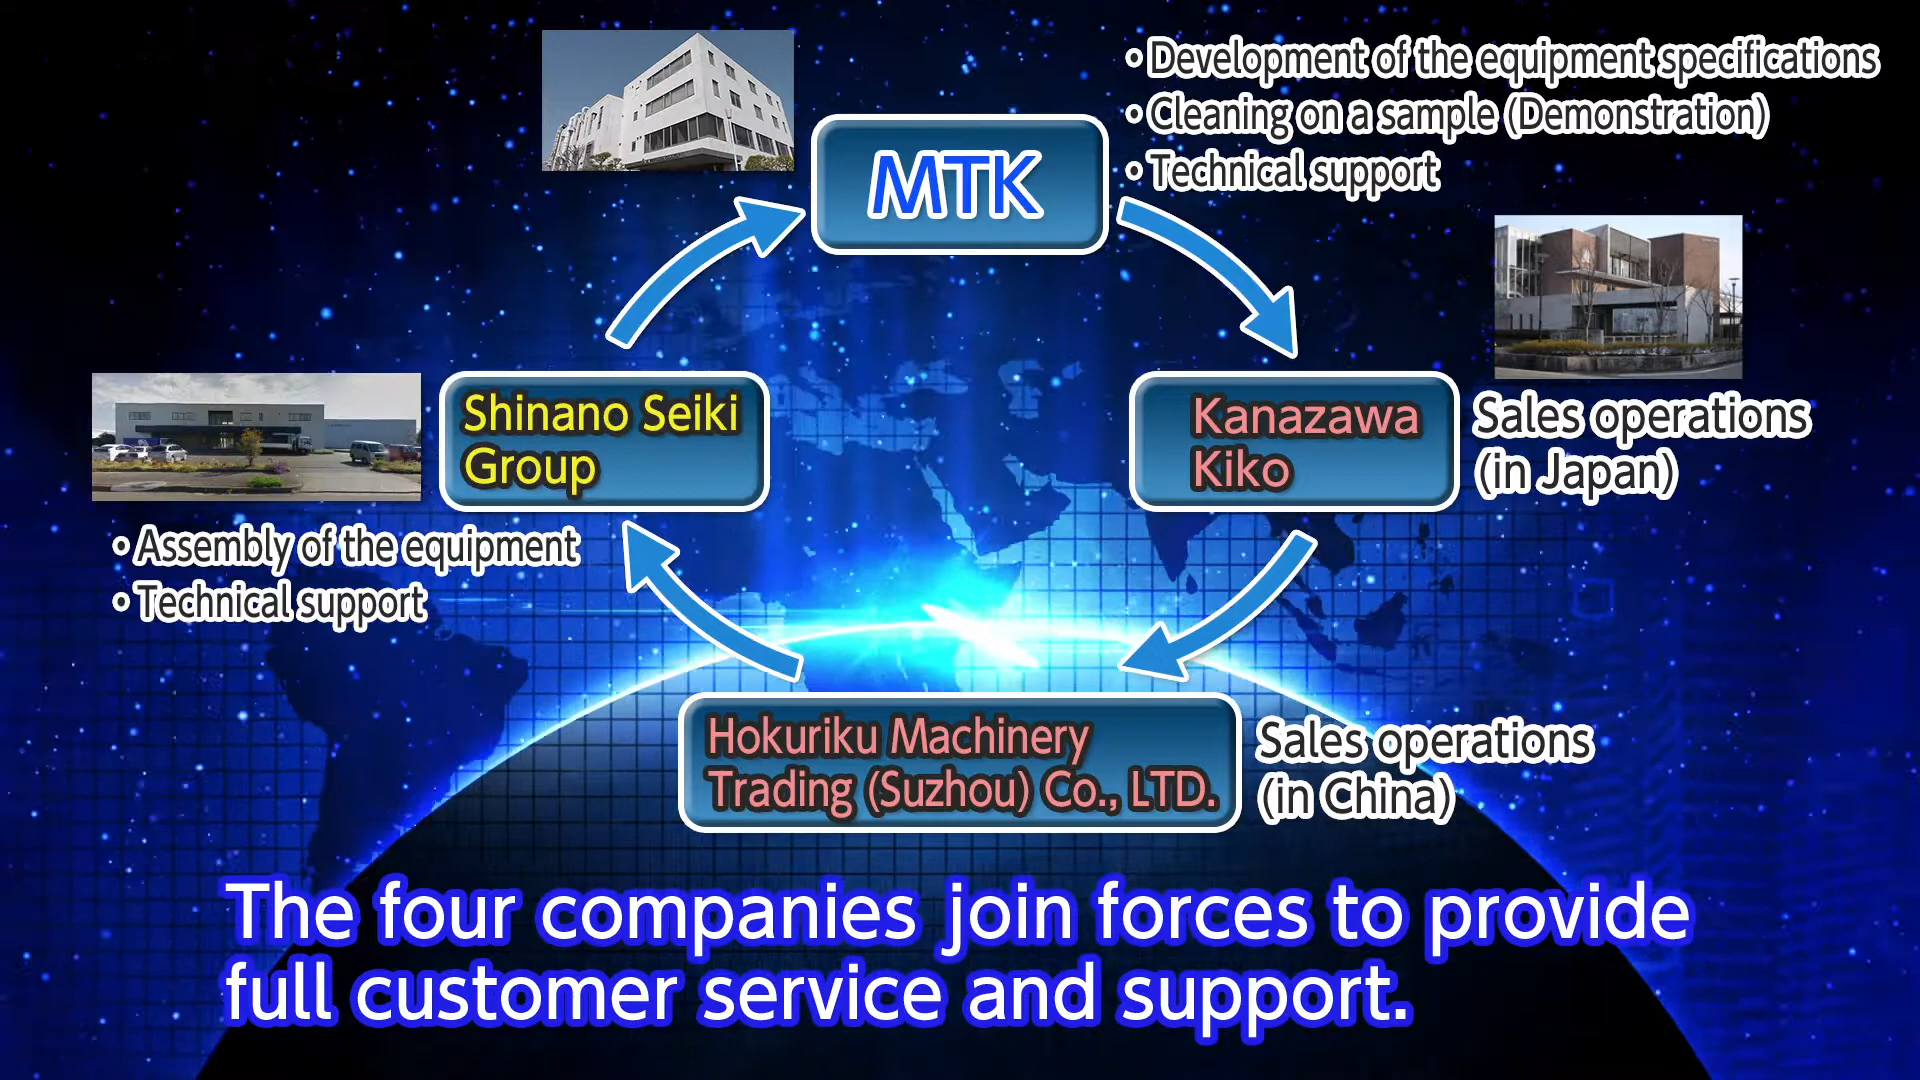 MTK
• Development of the equipment specifications
• Cleaning on a sample (Demonstration)
• Technical support
Shinano Seiki
Group
• Assembly of the equipment
• Technical support
Kanazawa
Kiko
Sales operations
(in Japan)
Hokuriku Machinery
Trading (Suzhou) Co., LTD.
Sales operations
(in China)
The four companies join forces to provide
full customer service and support.